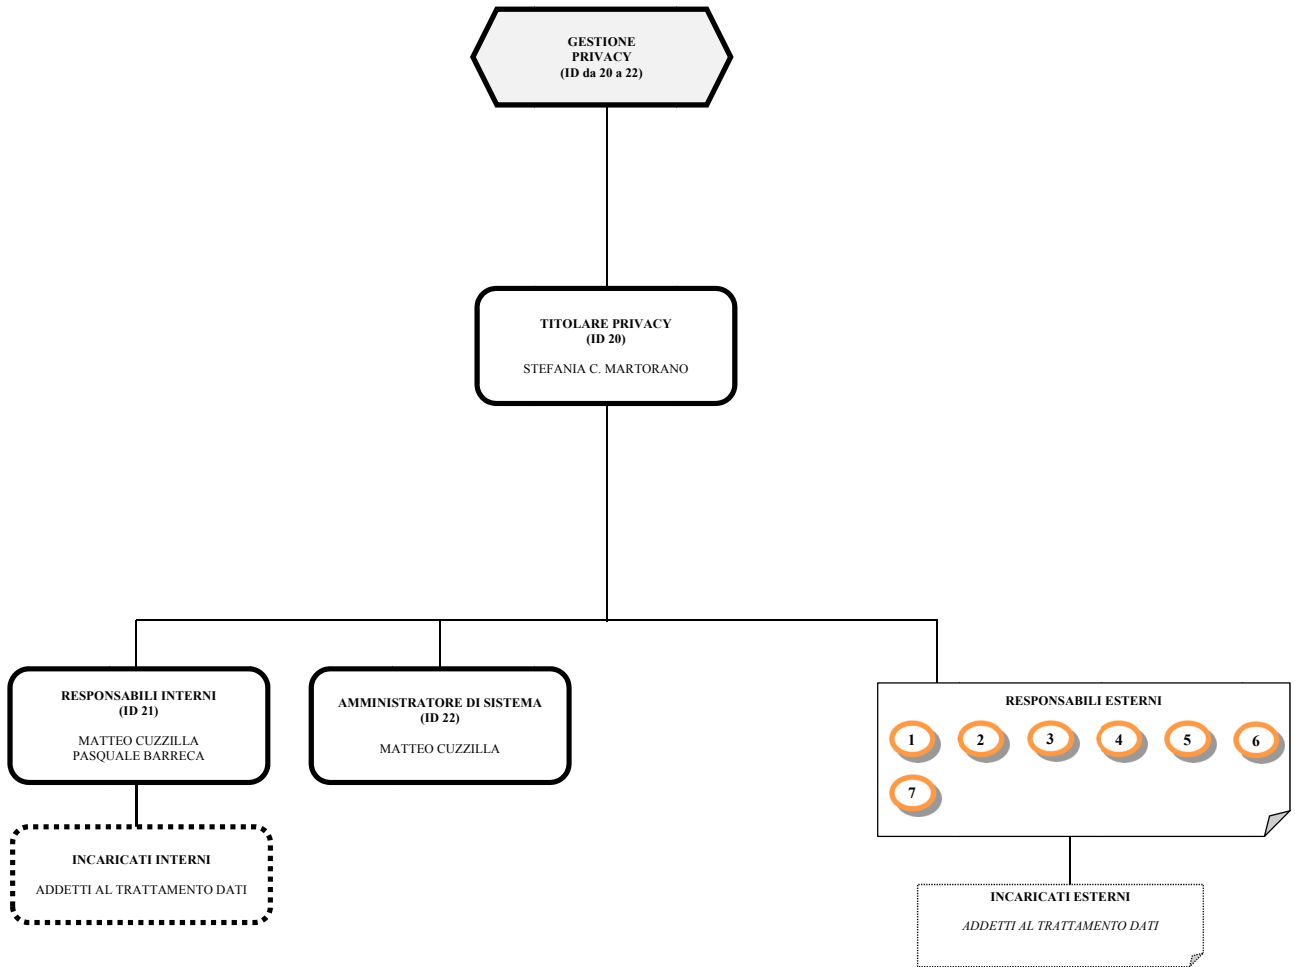 GESTIONE
PRIVACY
(ID da 20 a 22)
TITOLARE PRIVACY
(ID 20)
STEFANIA C. MARTORANO
RESPONSABILI INTERNI
(ID 21)
MATTEO CUZZILLA
PASQUALE BARRECA
AMMINISTRATORE DI SISTEMA
(ID 22)
MATTEO CUZZILLA
RESPONSABILI ESTERNI
1 2 3 4 5 6
7
INCARICATI INTERNI
ADDETTI AL TRATTAMENTO DATI
INCARICATI ESTERNI
ADDETTI AL TRATTAMENTO DATI